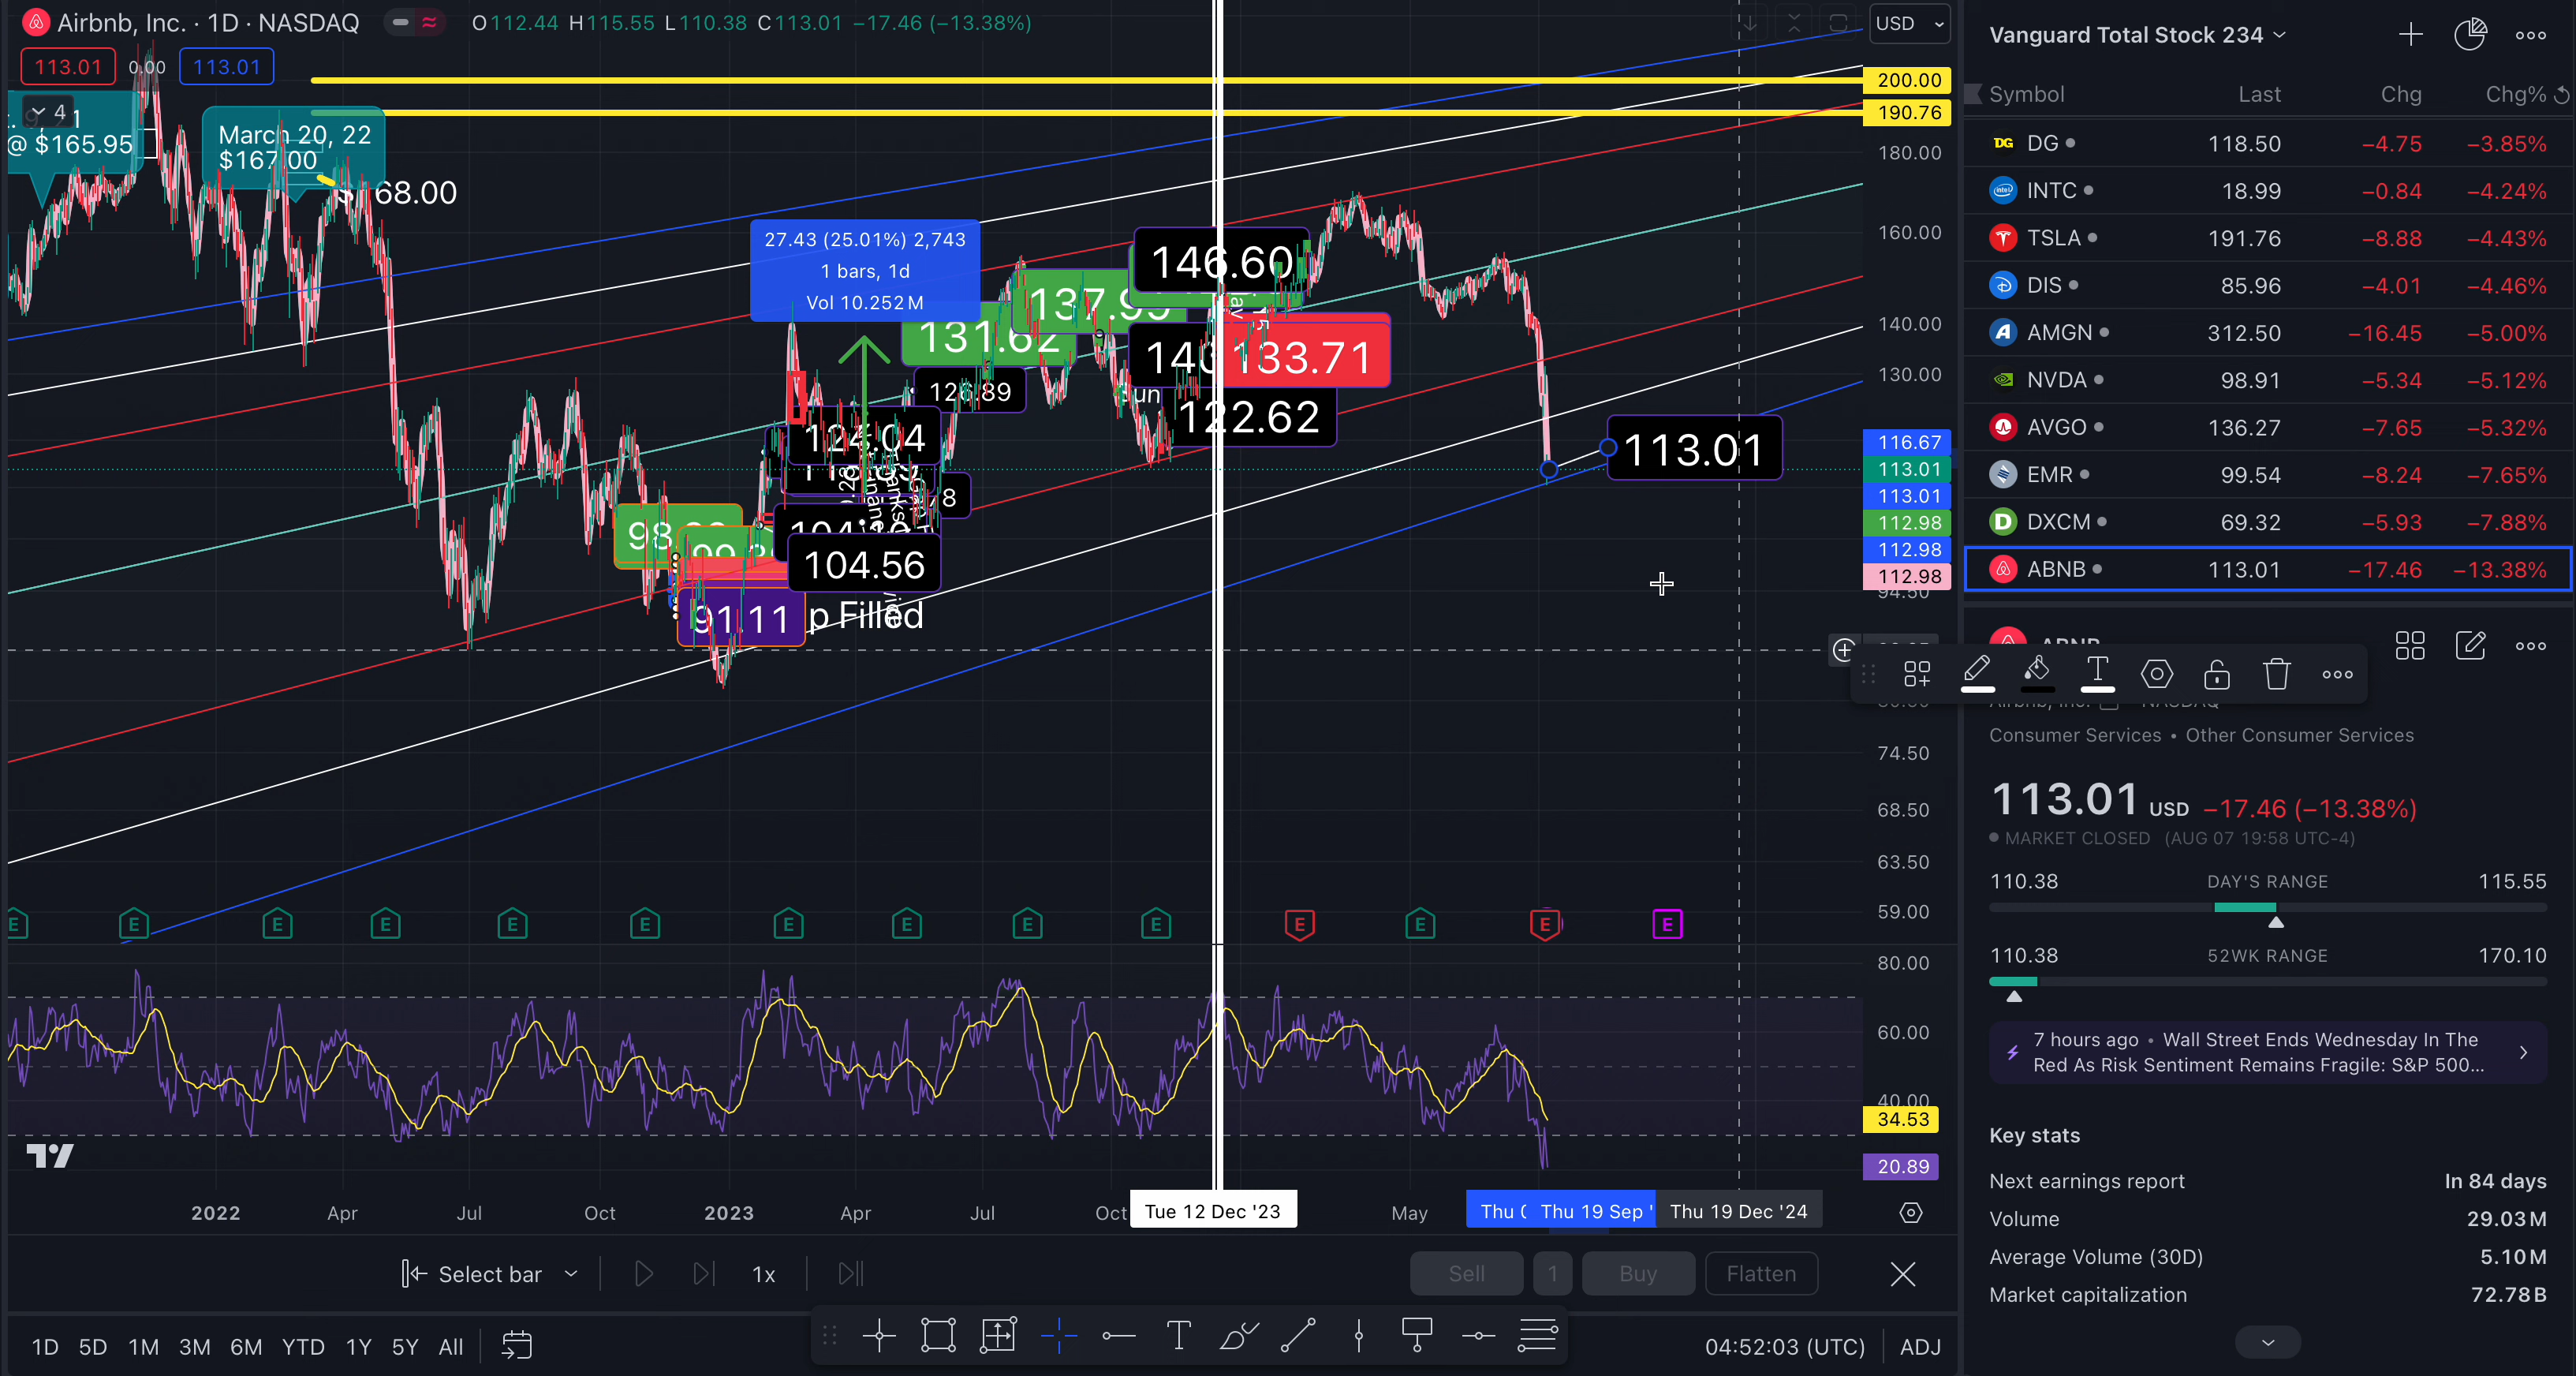 Airbnb, Inc. · 1D · NASDAQ
O112.44 H115.55 L110.38 C113.01 −17.46 (−13.38%)
USD
113.01 0.00 113.01
4
@ $165.95
March 20, 22
$167.00
68.00
27.43 (25.01%) 2,743
1 bars, 1d
Vol 10.252M
131.62
137.95
146.60
133.71
122.62
126.89
124.04
104.56
91.11
p Filled
113.01
200.00
190.76
180.00
160.00
140.00
130.00
116.67
113.01
113.01
112.98
112.98
112.98
94.50
74.50
68.50
63.50
59.00
E E E E E E E E E E E E E E
80.00
60.00
40.00
34.53
20.89
2022 Apr Jul Oct 2023 Apr Jul Oct Tue 12 Dec '23 May Thu 19 Sep ' Thu 19 Dec '24
Select bar 1x
Sell 1 Buy Flatten
1D 5D 1M 3M 6M YTD 1Y 5Y All
04:52:03 (UTC) ADJ
Vanguard Total Stock 234
Symbol Last Chg Chg%
DG 118.50 −4.75 −3.85%
INTC 18.99 −0.84 −4.24%
TSLA 191.76 −8.88 −4.43%
DIS 85.96 −4.01 −4.46%
AMGN 312.50 −16.45 −5.00%
NVDA 98.91 −5.34 −5.12%
AVGO 136.27 −7.65 −5.32%
EMR 99.54 −8.24 −7.65%
DXCM 69.32 −5.93 −7.88%
ABNB 113.01 −17.46 −13.38%
ABNB
Airbnb, Inc. NASDAQ
Consumer Services • Other Consumer Services
113.01 USD −17.46 (−13.38%)
MARKET CLOSED (AUG 07 19:58 UTC-4)
110.38 DAY'S RANGE 115.55
110.38 52WK RANGE 170.10
7 hours ago • Wall Street Ends Wednesday In The
Red As Risk Sentiment Remains Fragile: S&P 500...
Key stats
Next earnings report In 84 days
Volume 29.03M
Average Volume (30D) 5.10M
Market capitalization 72.78B